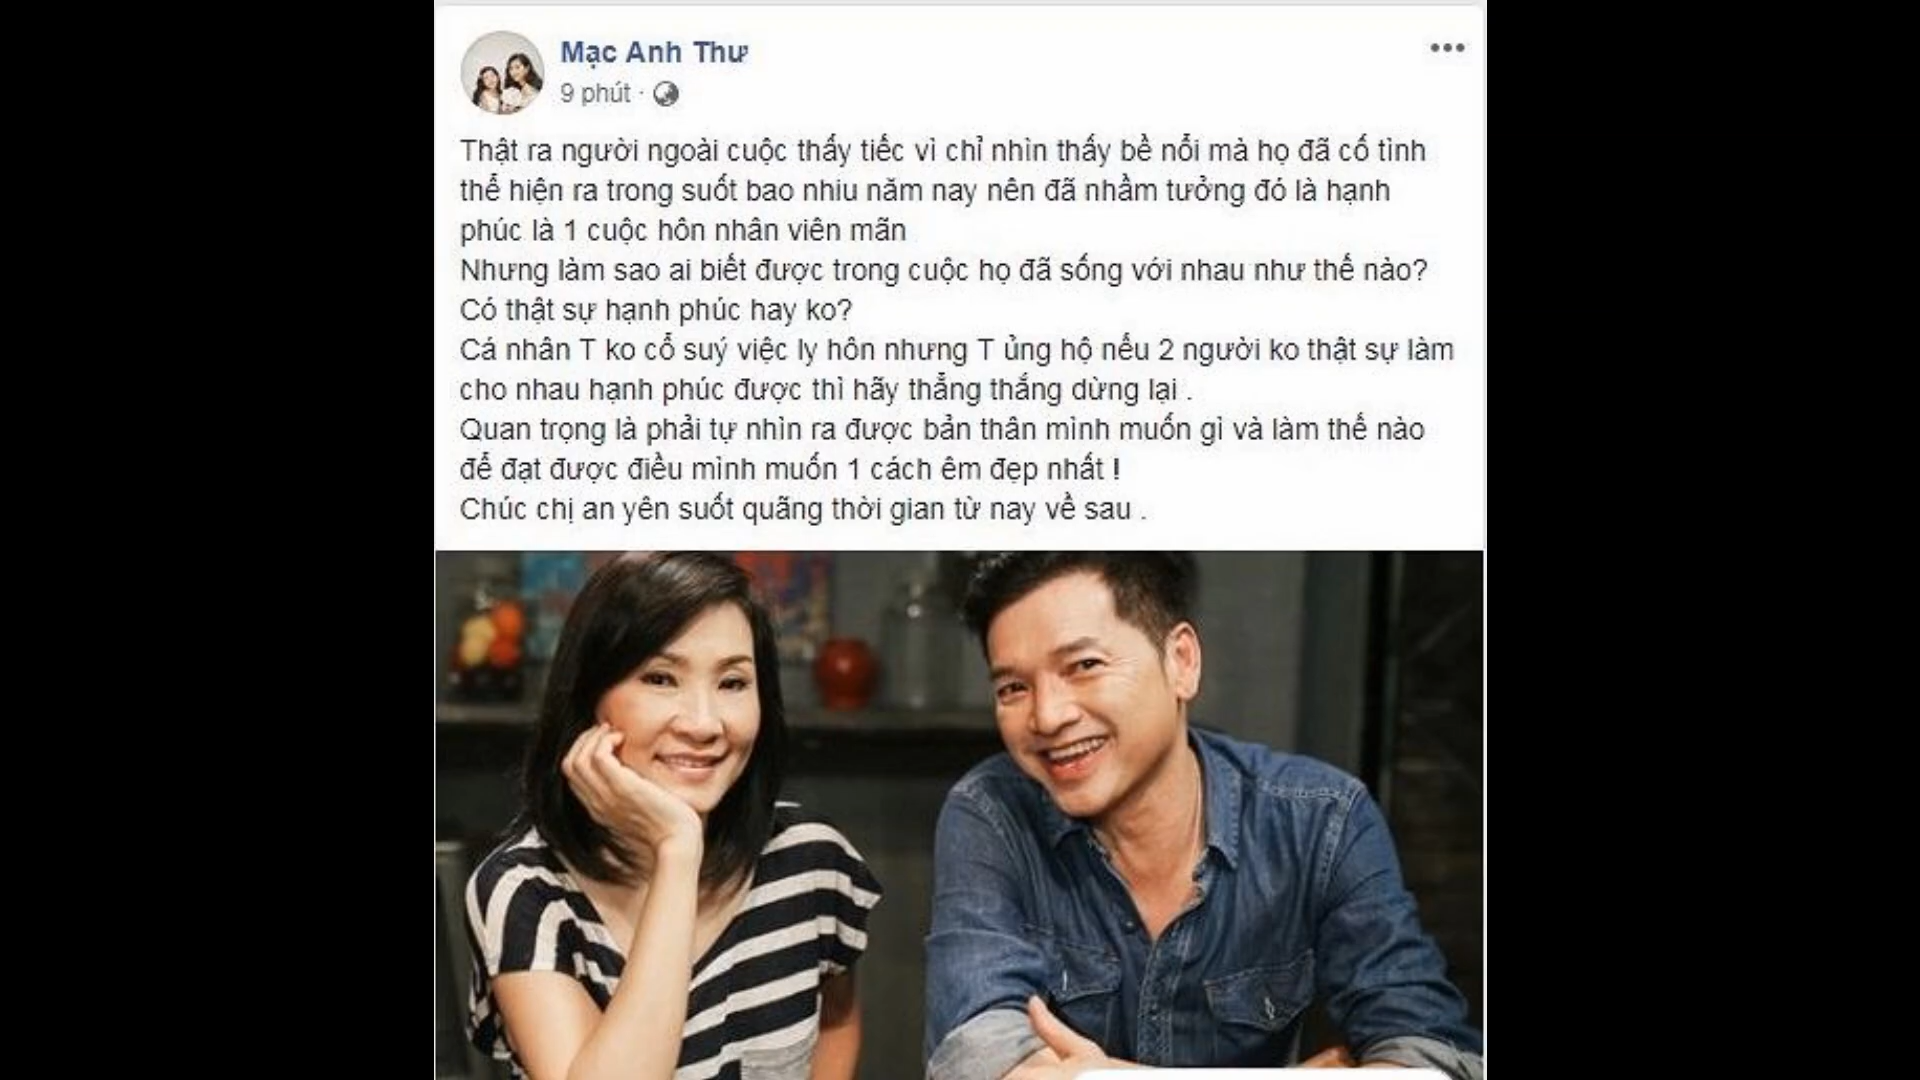 Mạc Anh Thư
9 phút ·
Thật ra người ngoài cuộc thấy tiếc vì chỉ nhìn thấy bề nổi mà họ đã cố tình
thể hiện ra trong suốt bao nhiu năm nay nên đã nhầm tưởng đó là hạnh
phúc là 1 cuộc hôn nhân viên mãn
Nhưng làm sao ai biết được trong cuộc họ đã sống với nhau như thế nào?
Có thật sự hạnh phúc hay ko?
Cá nhân T ko cổ suý việc ly hôn nhưng T ủng hộ nếu 2 người ko thật sự làm
cho nhau hạnh phúc được thì hãy thẳng thắng dừng lại .
Quan trọng là phải tự nhìn ra được bản thân mình muốn gì và làm thế nào
để đạt được điều mình muốn 1 cách êm đẹp nhất !
Chúc chị an yên suốt quãng thời gian từ nay về sau .